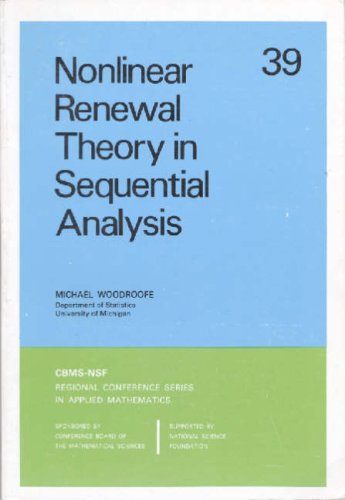 39
Nonlinear
Renewal
Theory in
Sequential
Analysis
MICHAEL WOODROOFE
Department of Statistics
University of Michigan
CBMS-NSF
REGIONAL CONFERENCE SERIES
IN APPLIED MATHEMATICS
SPONSORED BY
CONFERENCE BOARD OF
THE MATHEMATICAL SCIENCES
SUPPORTED BY
NATIONAL SCIENCE
FOUNDATION